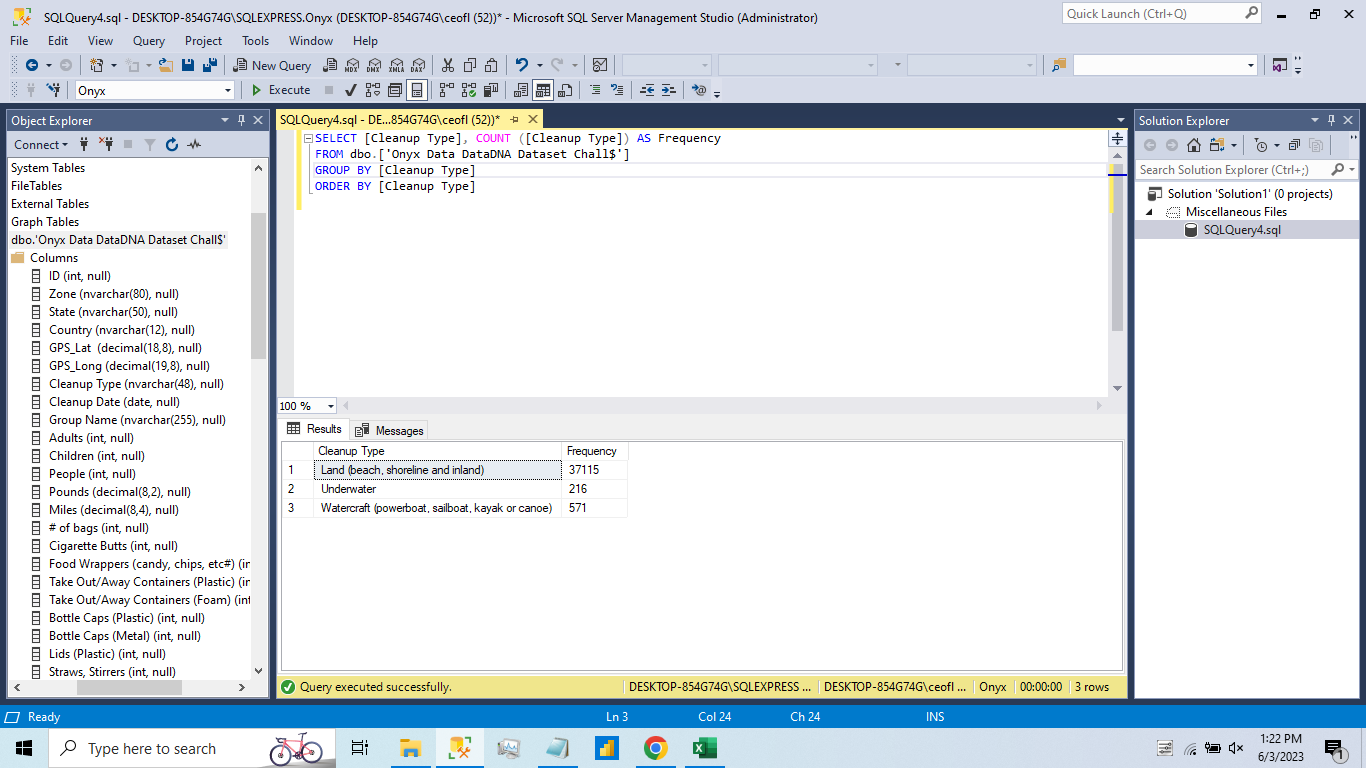 SQLQuery4.sql - DESKTOP-854G74G\SQLEXPRESS.Onyx (DESKTOP-854G74G\ceofl (52))* - Microsoft SQL Server Management Studio (Administrator)
Quick Launch (Ctrl+Q)
File Edit View Query Project Tools Window Help
New Query MDX DMX XMLA DAX
Onyx Execute
Object Explorer
Connect
System Tables
FileTables
External Tables
Graph Tables
dbo.'Onyx Data DataDNA Dataset Chall$'
Columns
ID (int, null)
Zone (nvarchar(80), null)
State (nvarchar(50), null)
Country (nvarchar(12), null)
GPS_Lat (decimal(18,8), null)
GPS_Long (decimal(19,8), null)
Cleanup Type (nvarchar(48), null)
Cleanup Date (date, null)
Group Name (nvarchar(255), null)
Adults (int, null)
Children (int, null)
People (int, null)
Pounds (decimal(8,2), null)
Miles (decimal(8,4), null)
# of bags (int, null)
Cigarette Butts (int, null)
Food Wrappers (candy, chips, etc#) (in
Take Out/Away Containers (Plastic) (in
Take Out/Away Containers (Foam) (int
Bottle Caps (Plastic) (int, null)
Bottle Caps (Metal) (int, null)
Lids (Plastic) (int, null)
Straws, Stirrers (int, null)
SQLQuery4.sql - DE...854G74G\ceofl (52))*
SELECT [Cleanup Type], COUNT ([Cleanup Type]) AS Frequency
FROM dbo.['Onyx Data DataDNA Dataset Chall$']
GROUP BY [Cleanup Type]
ORDER BY [Cleanup Type]
100 %
Results Messages
Cleanup Type Frequency
1 Land (beach, shoreline and inland) 37115
2 Underwater 216
3 Watercraft (powerboat, sailboat, kayak or canoe) 571
Query executed successfully. DESKTOP-854G74G\SQLEXPRESS ... DESKTOP-854G74G\ceofl ... Onyx 00:00:00 3 rows
Solution Explorer
Search Solution Explorer (Ctrl+;)
Solution 'Solution1' (0 projects)
Miscellaneous Files
SQLQuery4.sql
Ready Ln 3 Col 24 Ch 24 INS
Type here to search
1:22 PM
6/3/2023
1